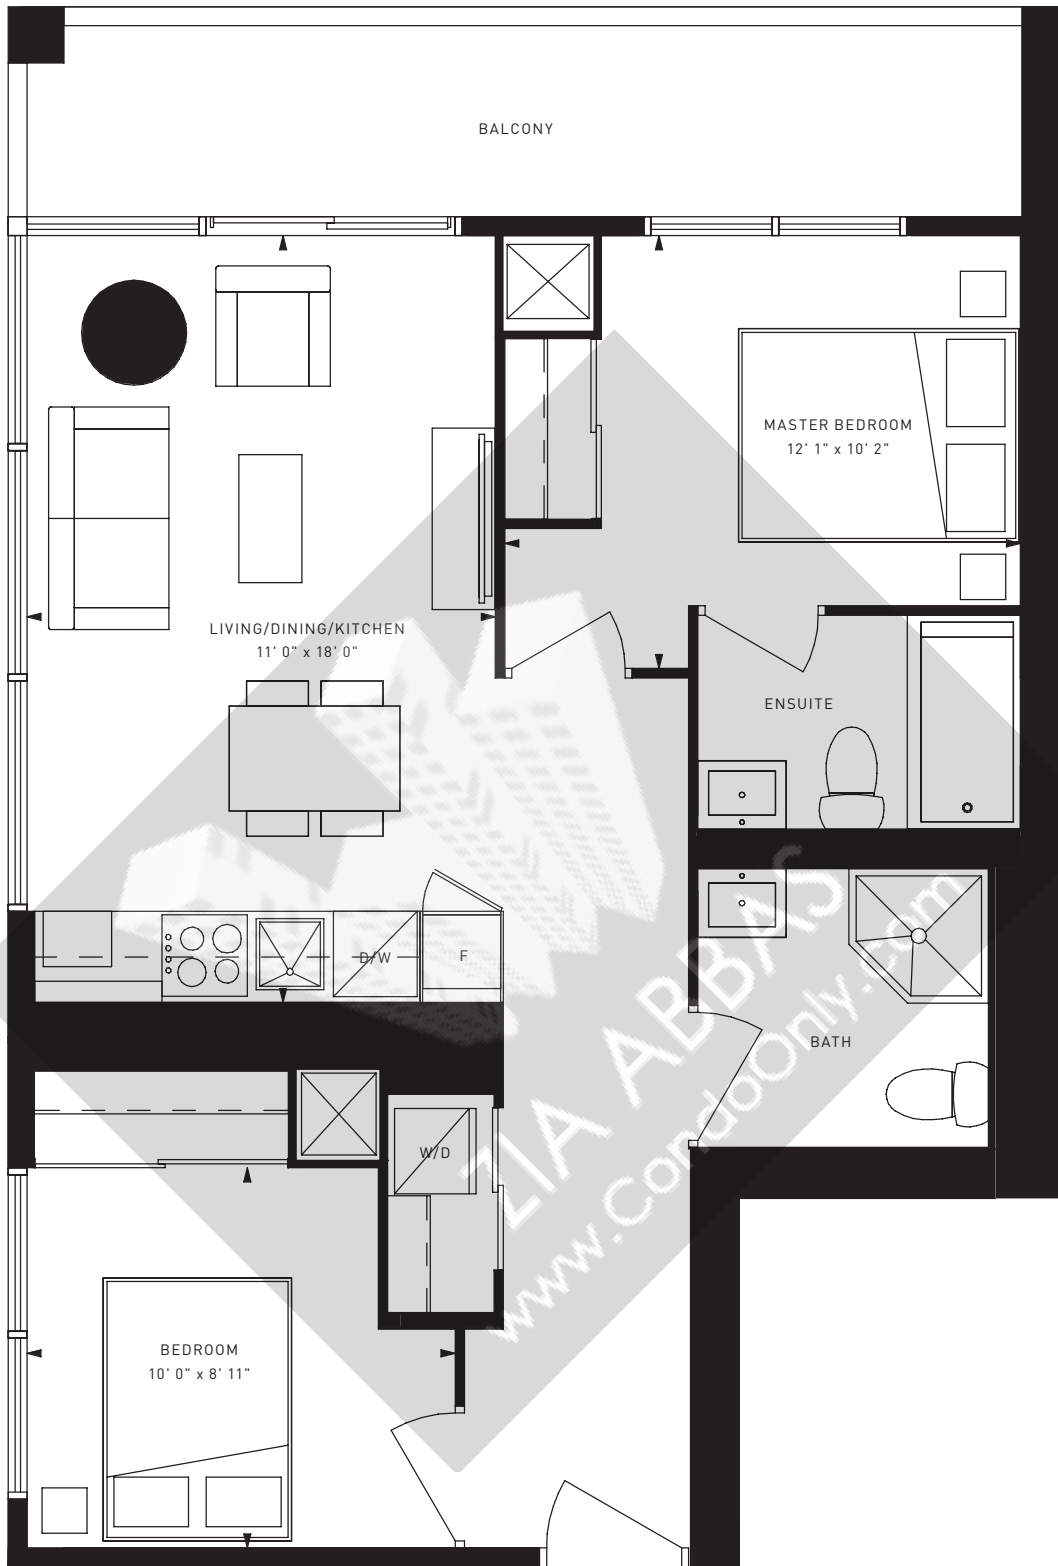 BALCONY
MASTER BEDROOM
12' 1" x 10' 2"
LIVING/DINING/KITCHEN
11' 0" x 18' 0"
ENSUITE
D/W
F
BATH
W/D
ZIA ABBAS
www.CondoOnly.com
BEDROOM
10' 0" x 8' 11"